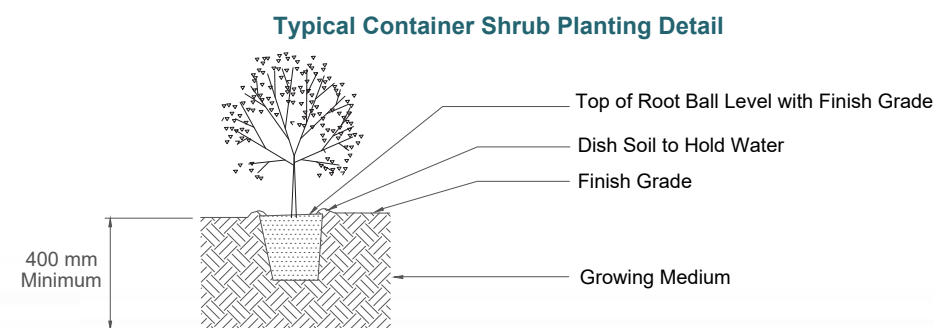 Typical Container Shrub Planting Detail
Top of Root Ball Level with Finish Grade
Dish Soil to Hold Water
Finish Grade
400 mm
Minimum
Growing Medium